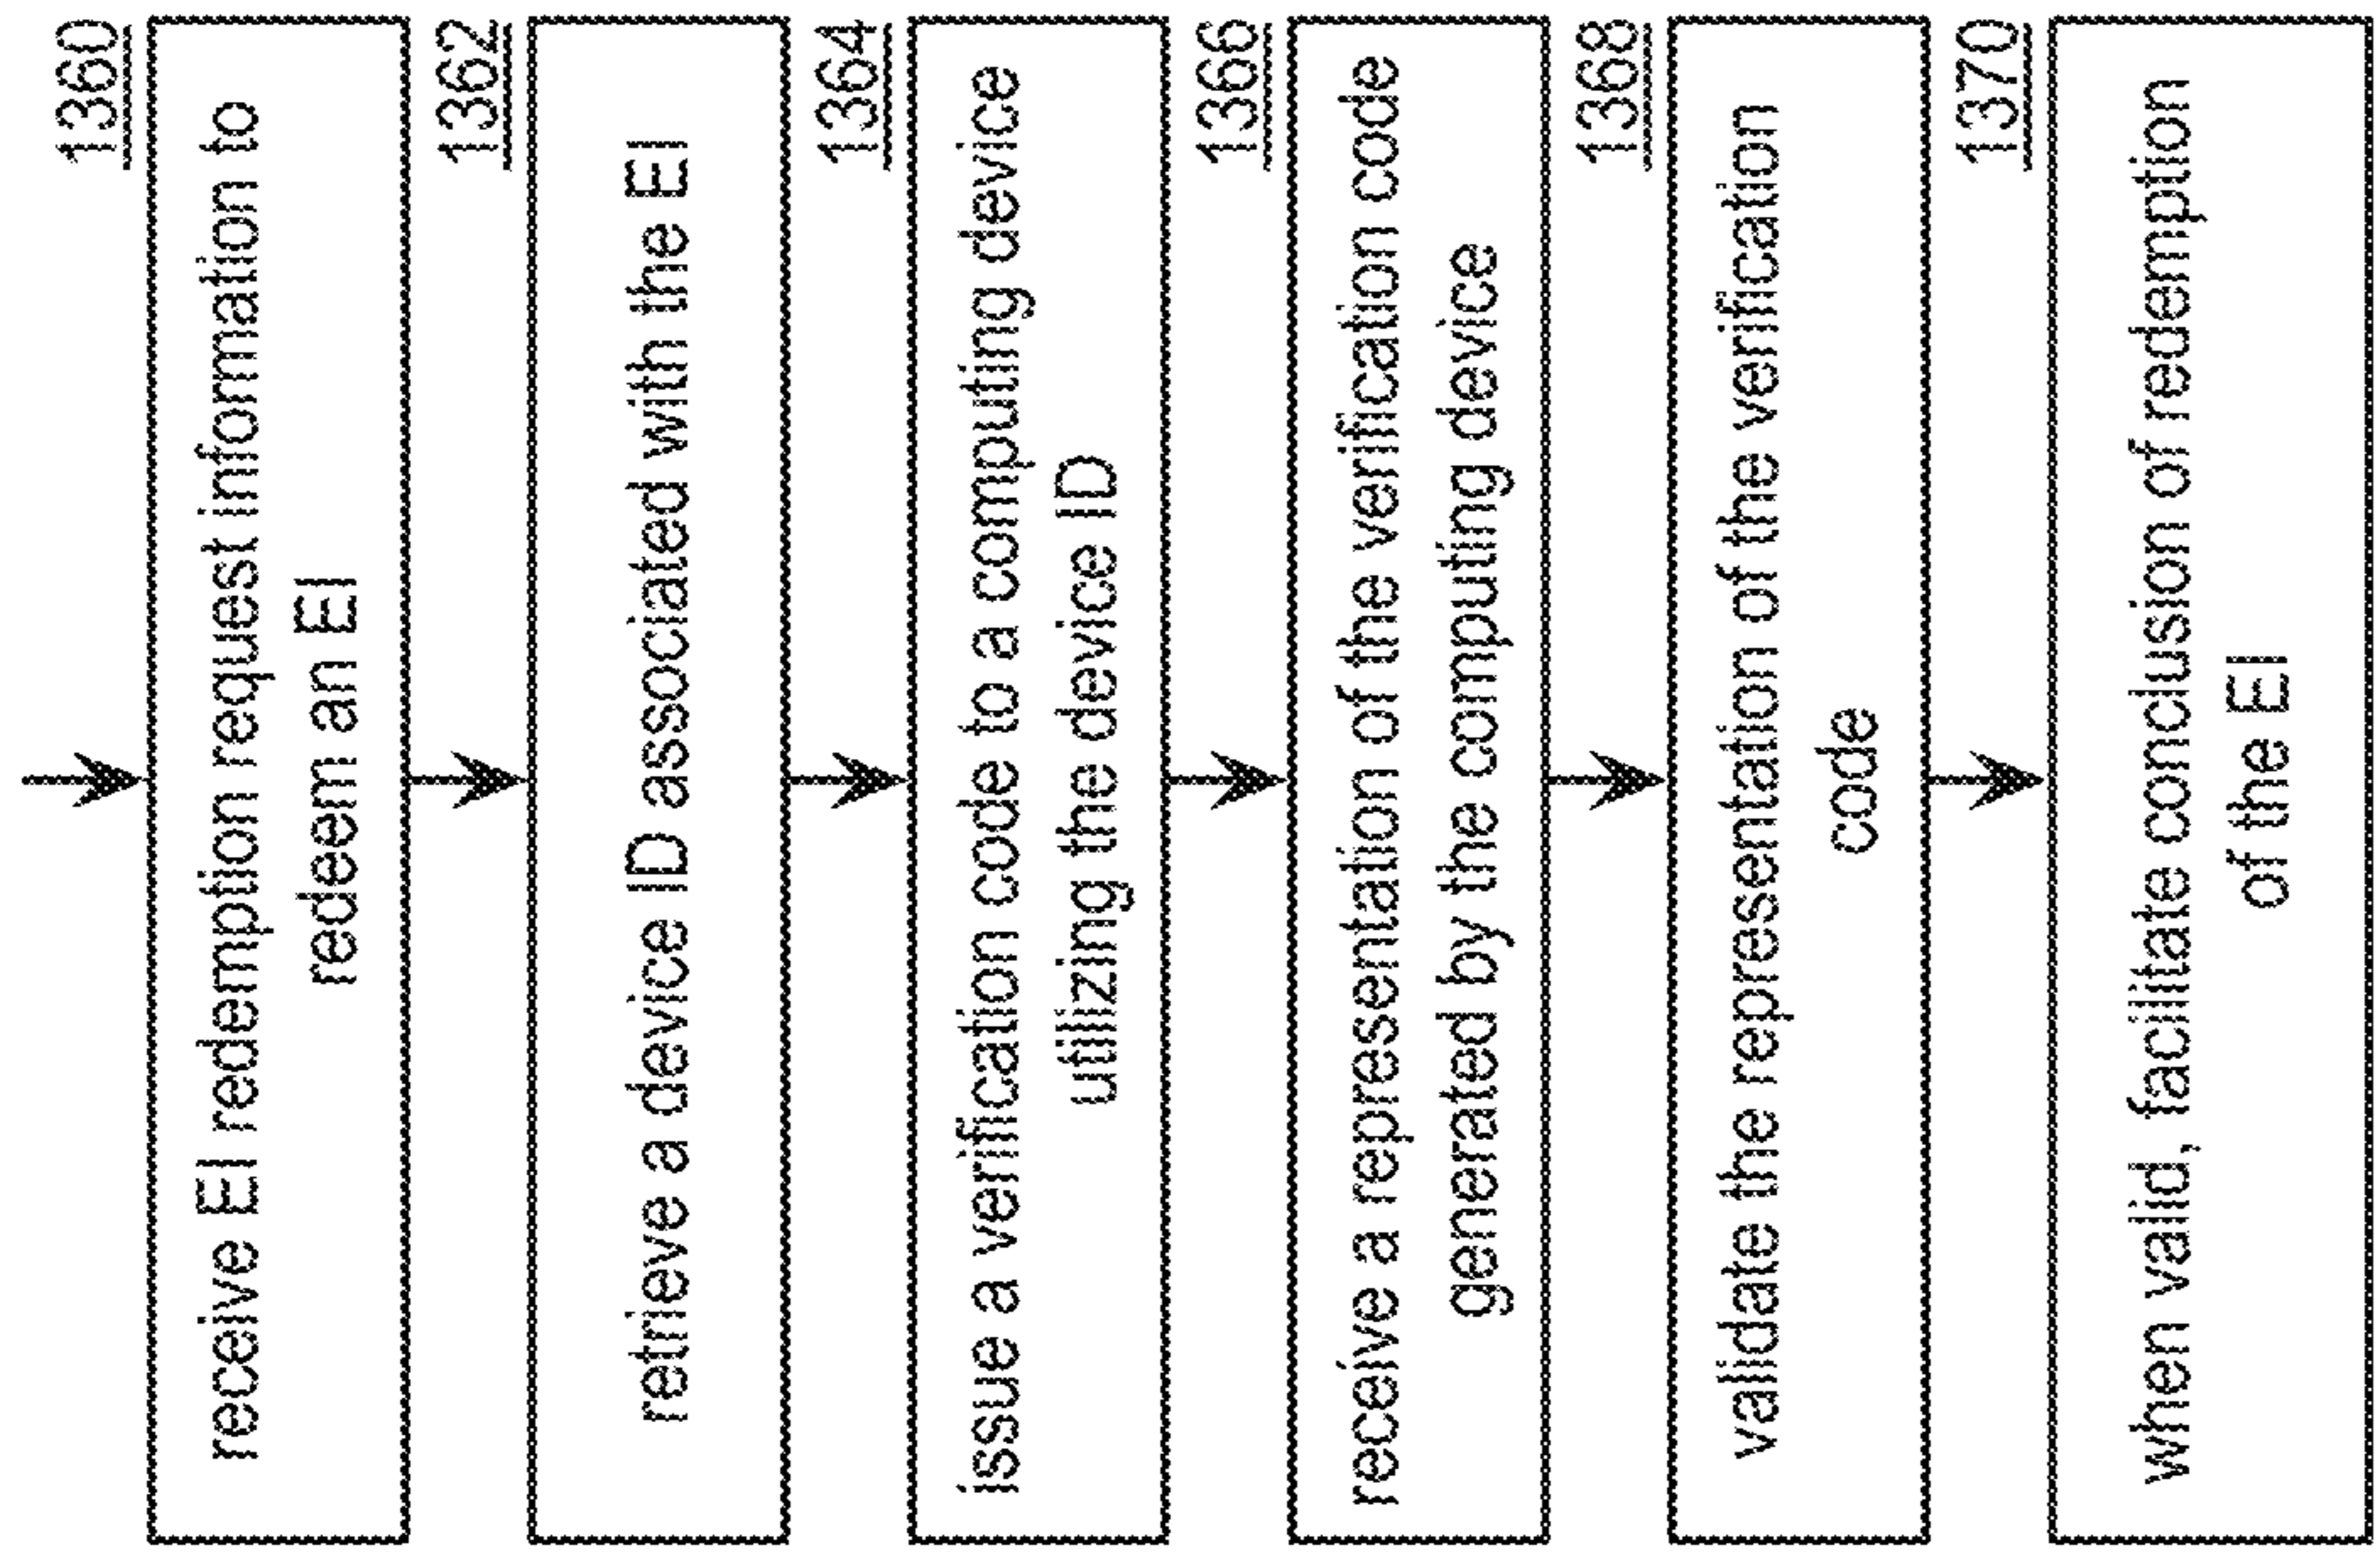 1360
receive EI redemption request information to
redeem an EI
1362
retrieve a device ID associated with the EI
1364
issue a verification code to a computing device
utilizing the device ID
1366
receive a representation of the verification code
generated by the computing device
1368
validate the representation of the verification
code
1370
when valid, facilitate conclusion of redemption
of the EI